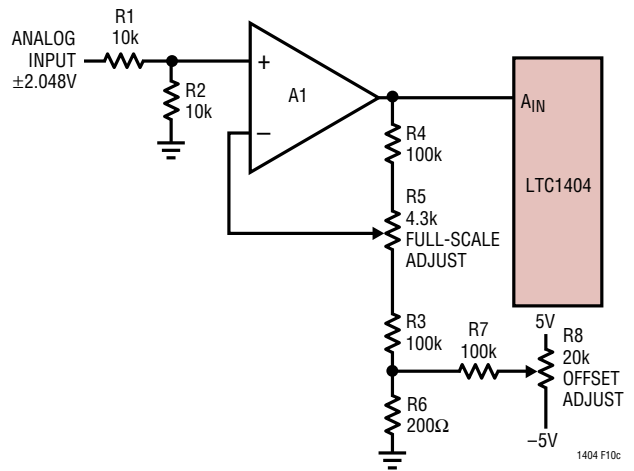 ANALOG
INPUT
±2.048V
R1
10k
R2
10k
+
–
A1
R4
100k
R5
4.3k
FULL-SCALE
ADJUST
R3
100k
R7
100k
R6
200Ω
AIN
LTC1404
5V
R8
20k
OFFSET
ADJUST
–5V
1404 F10c